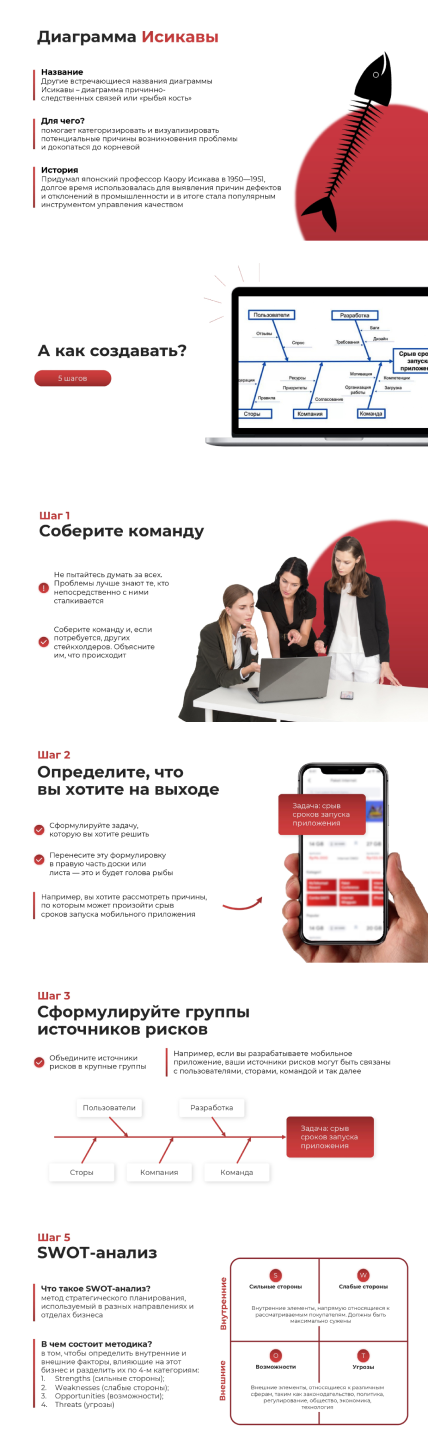 Диаграмма Исикавы
Название
Другие встречающиеся названия диаграммы
Исикавы – диаграмма причинно-
следственных связей или «рыбья кость»
Для чего?
помогает категоризировать и визуализировать
потенциальные причины возникновения проблемы
и докопаться до корневой
История
Придумал японский профессор Каору Исикава в 1950—1951,
долгое время использовалась для выявления причин дефектов
и отклонений в промышленности и в итоге стала популярным
инструментом управления качеством
А как создавать?
5 шагов
Пользователи
Разработка
Отзывы
Спрос
Баги
Требования
Дизайн
Срыв сро
запуск
приложен
Ресурсы
Приоритеты
Правила
Согласование
Мотивация
Компетенции
Организация
работы
Загрузка
Сторы
Компания
Команда
Шаг 1
Соберите команду
Не пытайтесь думать за всех.
Проблемы лучше знают те, кто
непосредственно с ними
сталкивается
Соберите команду и, если
потребуется, других
стейкхолдеров. Объясните
им, что происходит
Шаг 2
Определите, что
вы хотите на выходе
Сформулируйте задачу,
которую вы хотите решить
Перенесите эту формулировку
в правую часть доски или
листа — это и будет голова рыбы
Например, вы хотите рассмотреть причины,
по которым может произойти срыв
сроков запуска мобильного приложения
Задача: срыв
сроков запуска
приложения
Шаг 3
Сформулируйте группы
источников рисков
Объедините источники
рисков в крупные группы
Например, если вы разрабатываете мобильное
приложение, ваши источники рисков могут быть связаны
с пользователями, сторами, командой и так далее
Пользователи
Разработка
Задача: срыв
сроков запуска
приложения
Сторы
Компания
Команда
Шаг 5
SWOT-анализ
Что такое SWOT-анализ?
метод стратегического планирования,
используемый в разных направлениях и
отделах бизнеса
В чем состоит методика?
в том, чтобы определить внутренние и
внешние факторы, влияющие на этот
бизнес и разделить их по 4-м категориям:
1. Strengths (сильные стороны);
2. Weaknesses (слабые стороны);
3. Opportunities (возможности);
4. Threats (угрозы)
Внутренние
S
Сильные стороны
W
Слабые стороны
Внутренние элементы, напрямую относящиеся к
рассматриваемым покупателям. Должны быть
максимально сужены
Внешние
O
Возможности
T
Угрозы
Внешние элементы, относящиеся к различным
сферам, таким как законодательство, политика,
регулирование, общество, экономика,
технология